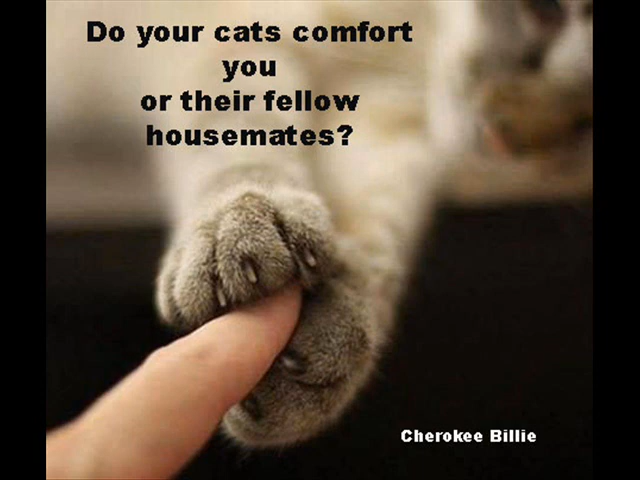 Do your cats comfort
you
or their fellow
housemates?
Cherokee Billie